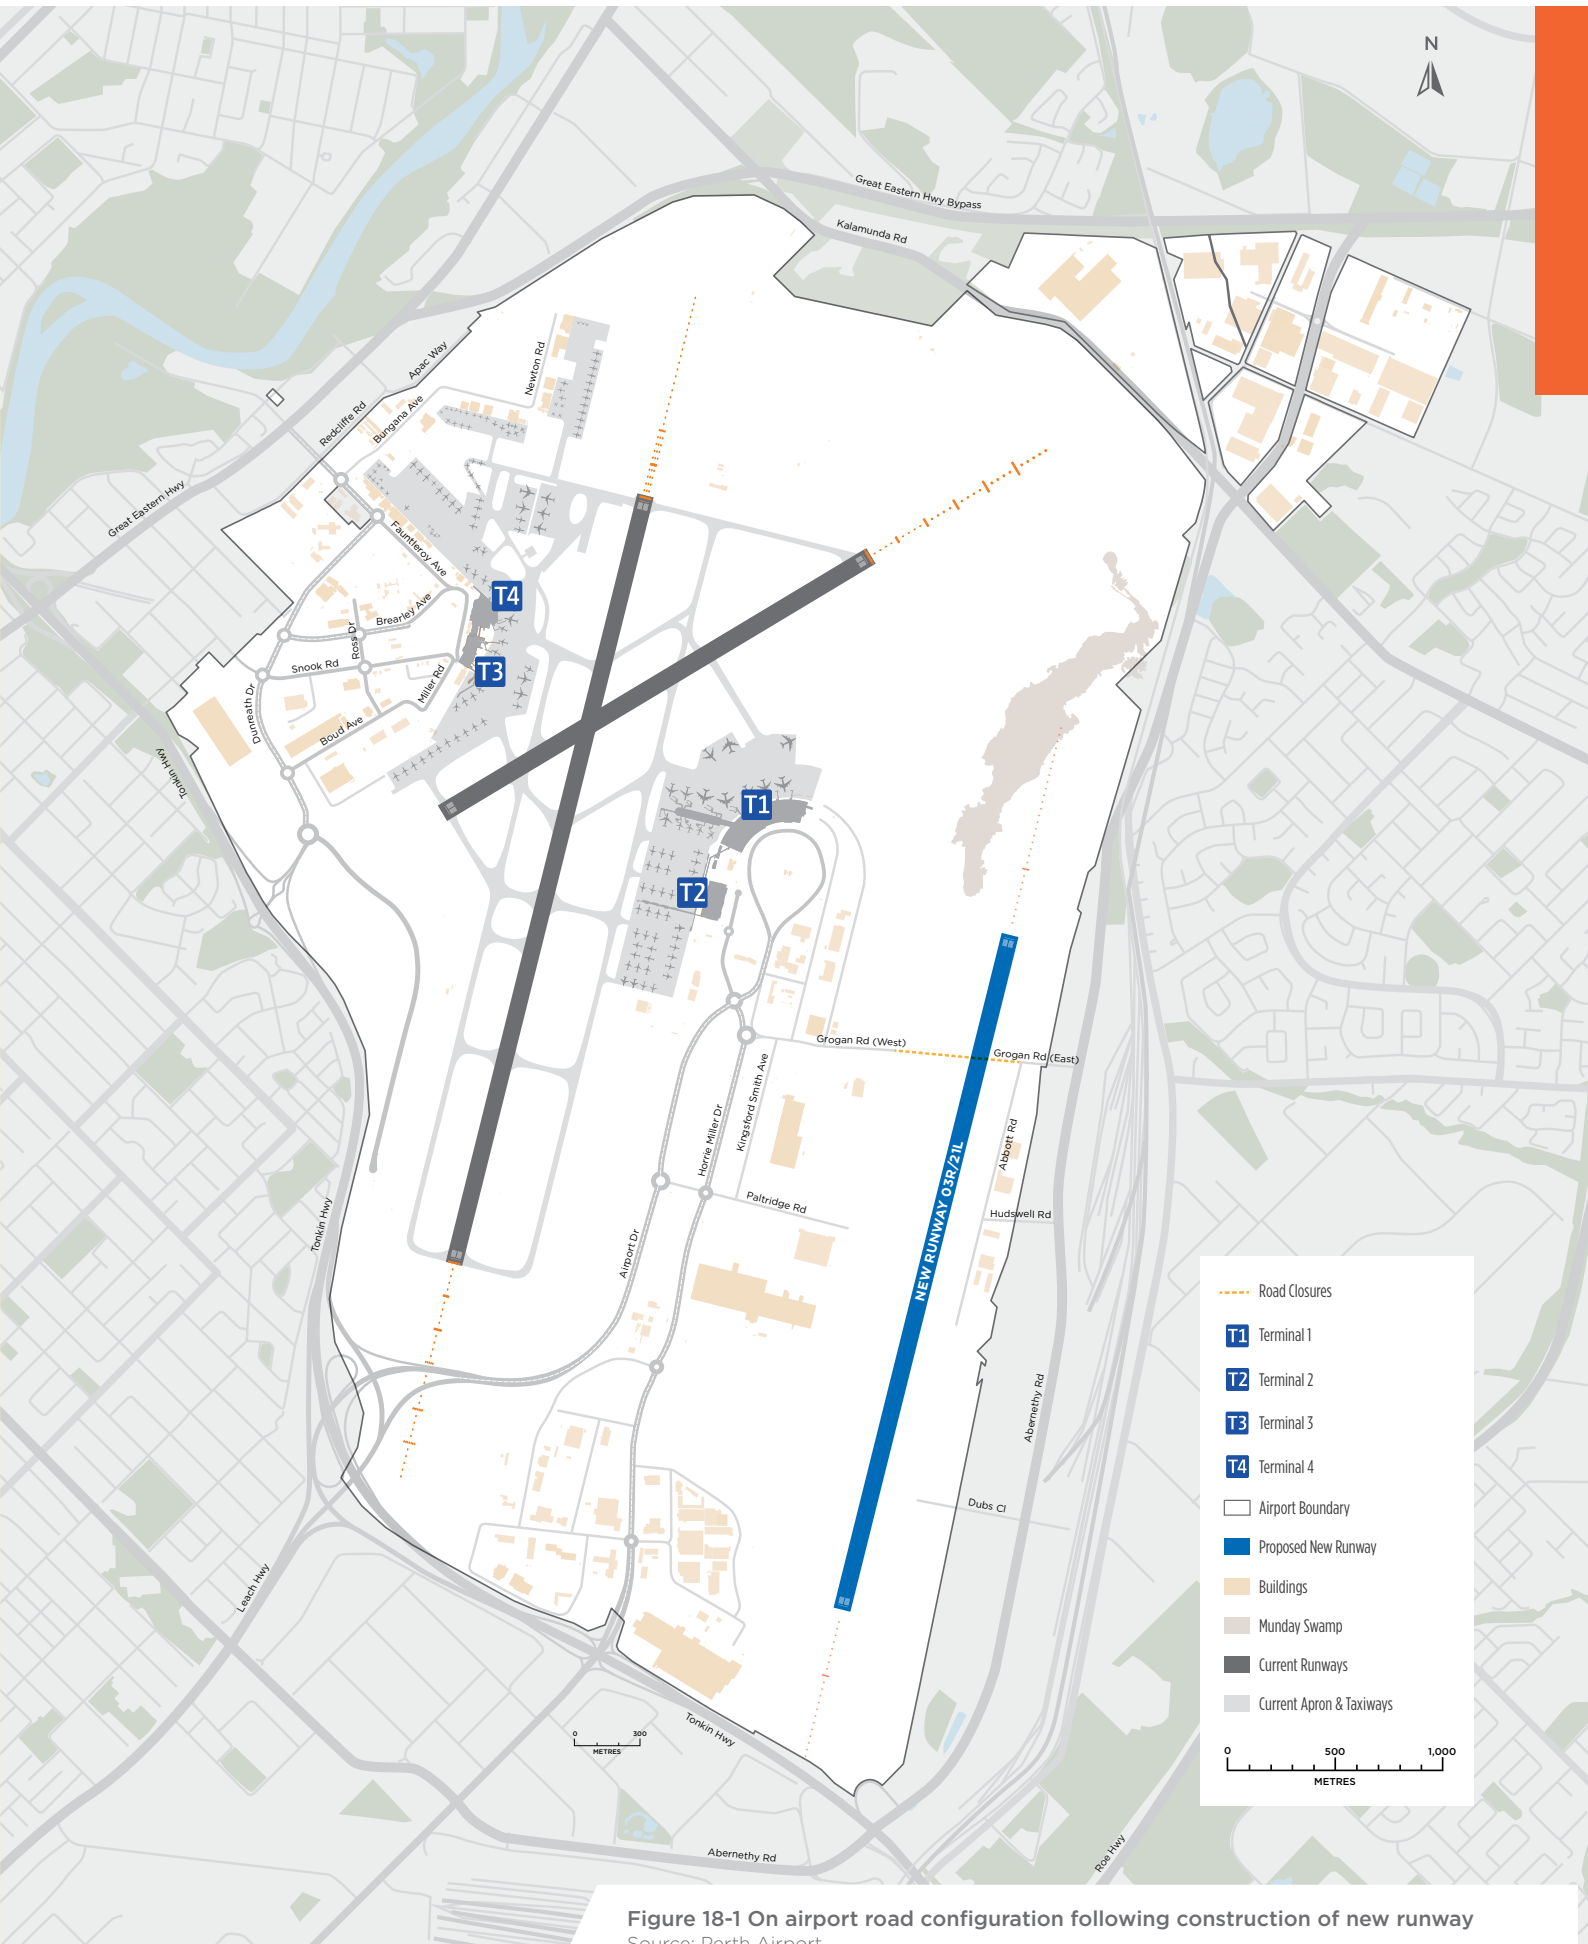 N
Great Eastern Hwy Bypass
Kalamunda Rd
Apac Way
Newton Rd
Redcliffe Rd
Bungana Ave
Great Eastern Hwy
Fauntleroy Ave
T4
Brearley Ave
Ross Dr
Snook Rd
T3
Miller Rd
Dunreath Dr
Boud Ave
Tonkin Hwy
T1
T2
Grogan Rd (West)
Grogan Rd (East)
Kingsford Smith Ave
Horrie Miller Dr
Abbott Rd
NEW RUNWAY 03R/21L
Paltridge Rd
Hudswell Rd
Tonkin Hwy
Airport Dr
Abernethy Rd
Dubs Cl
Leach Hwy
Tonkin Hwy
0 300
METRES
Abernethy Rd
Roe Hwy
Road Closures
T1 Terminal 1
T2 Terminal 2
T3 Terminal 3
T4 Terminal 4
Airport Boundary
Proposed New Runway
Buildings
Munday Swamp
Current Runways
Current Apron & Taxiways
0 500 1,000
METRES
Figure 18-1 On airport road configuration following construction of new runway
Source: Perth Airport